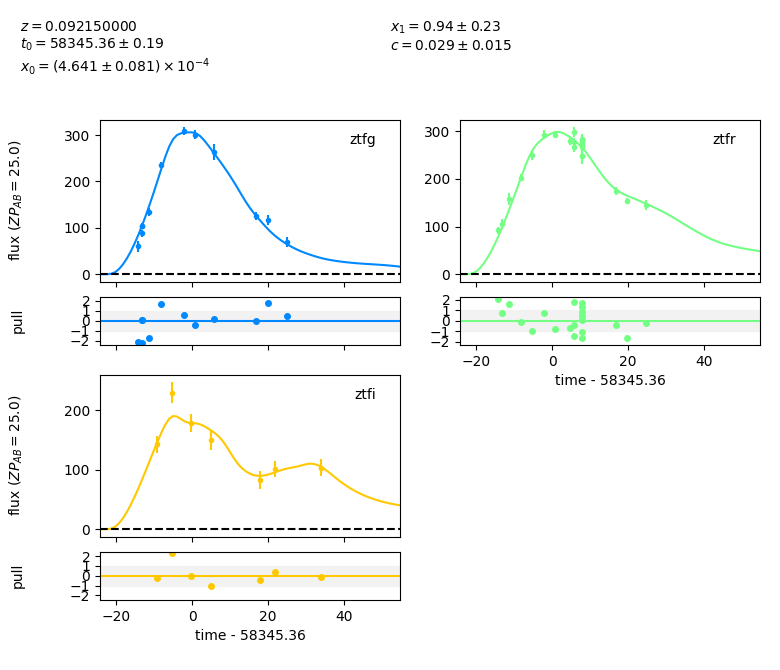 z = 0.092150000
t₀ = 58345.36 ± 0.19
x₀ = (4.641 ± 0.081) × 10⁻⁴
x₁ = 0.94 ± 0.23
c = 0.029 ± 0.015
flux (ZP_AB = 25.0)
300
200
100
0
ztfg
300
200
100
0
ztfr
pull
2
1
0
−1
−2
2
1
0
−1
−2
−20 0 20 40
time - 58345.36
flux (ZP_AB = 25.0)
200
100
0
ztfi
pull
2
1
0
−1
−2
−20 0 20 40
time - 58345.36